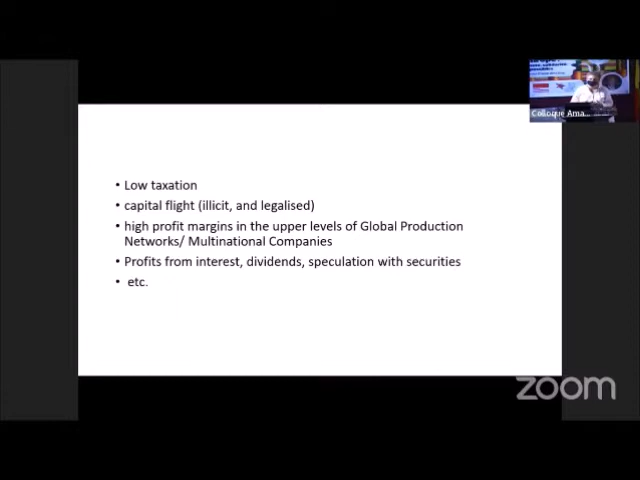 Colloque Ama...
• Low taxation
• capital flight (illicit, and legalised)
• high profit margins in the upper levels of Global Production
Networks/ Multinational Companies
• Profits from interest, dividends, speculation with securities
• etc.
zoom